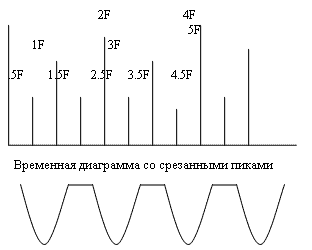 2F 4F
5F
1F 3F
.5F 1.5F 2.5F 3.5F 4.5F
Временная диаграмма со срезанными пиками